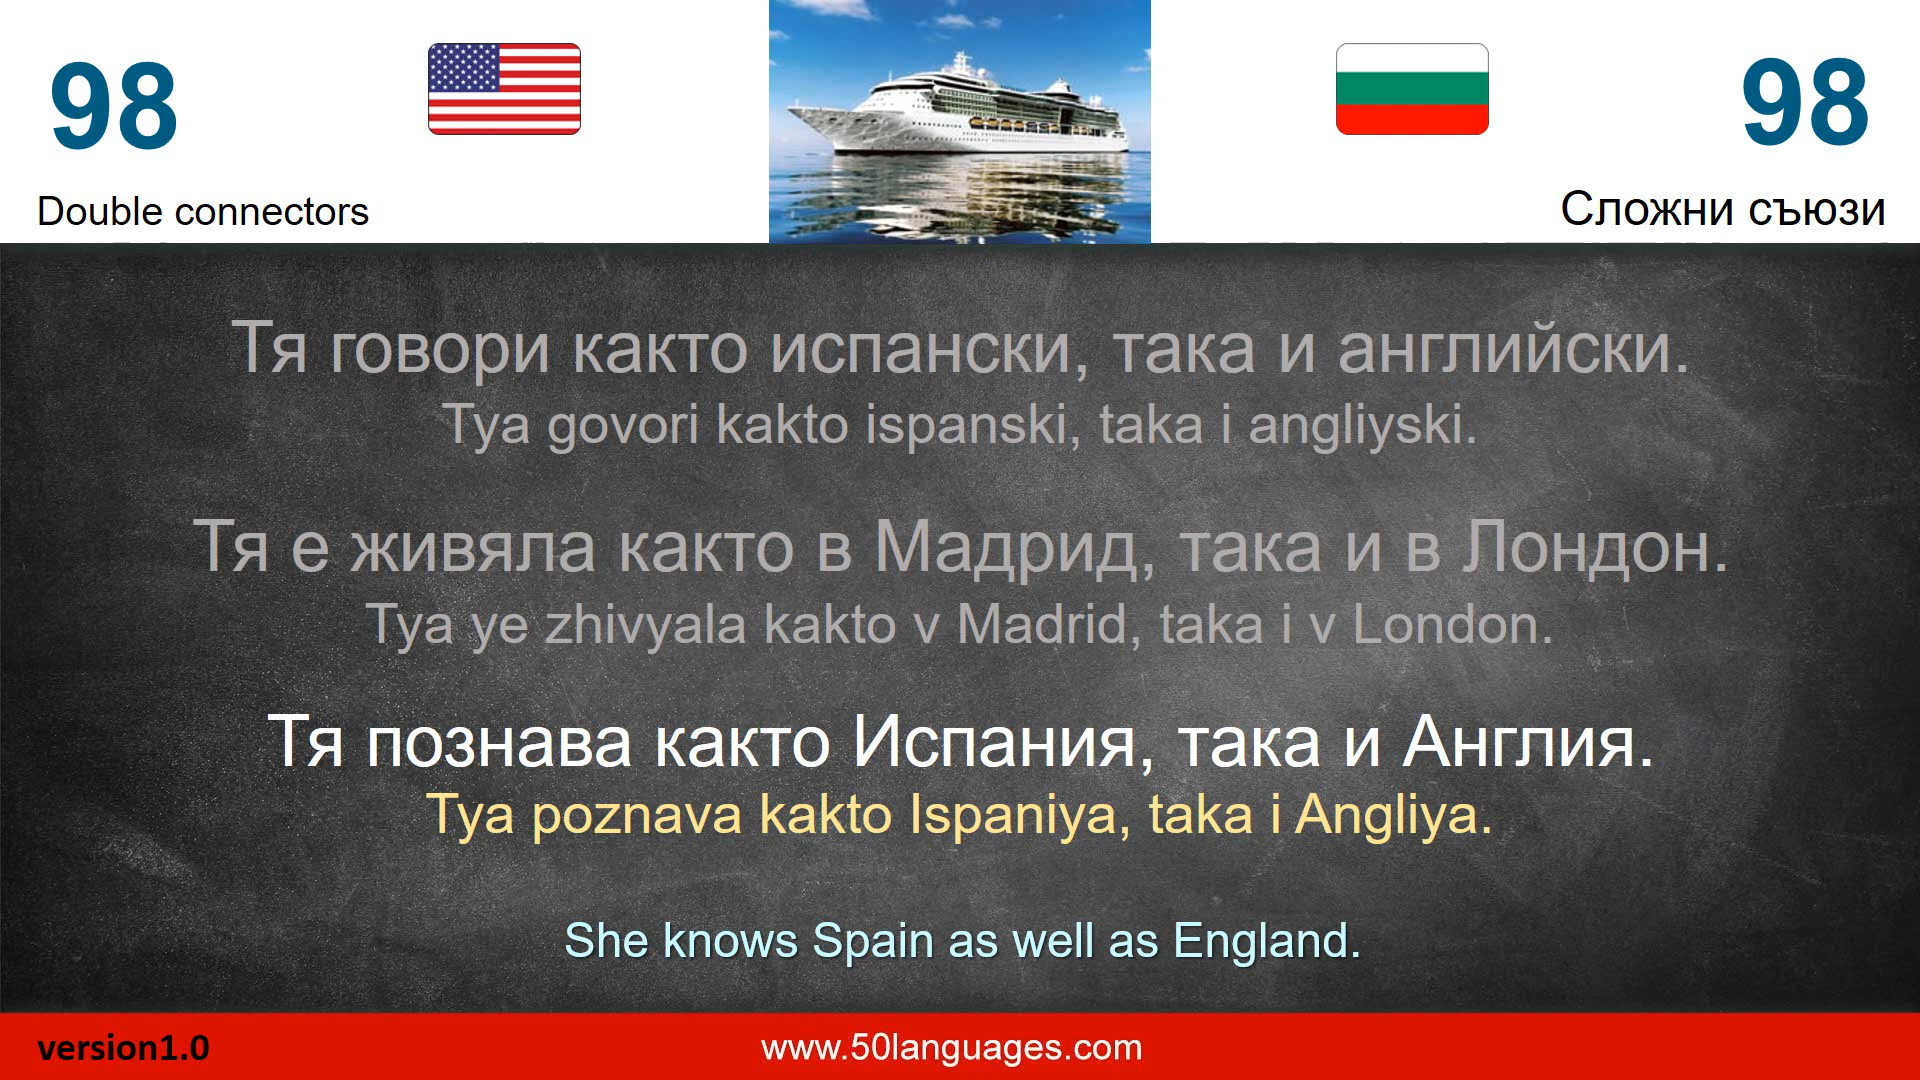 98
98
Double connectors
Сложни съюзи
Тя говори както испански, така и английски.
Tya govori kakto ispanski, taka i angliyski.
Тя е живяла както в Мадрид, така и в Лондон.
Tya ye zhivyala kakto v Madrid, taka i v London.
Тя познава както Испания, така и Англия.
Tya poznava kakto Ispaniya, taka i Angliya.
She knows Spain as well as England.
version1.0
www.50languages.com